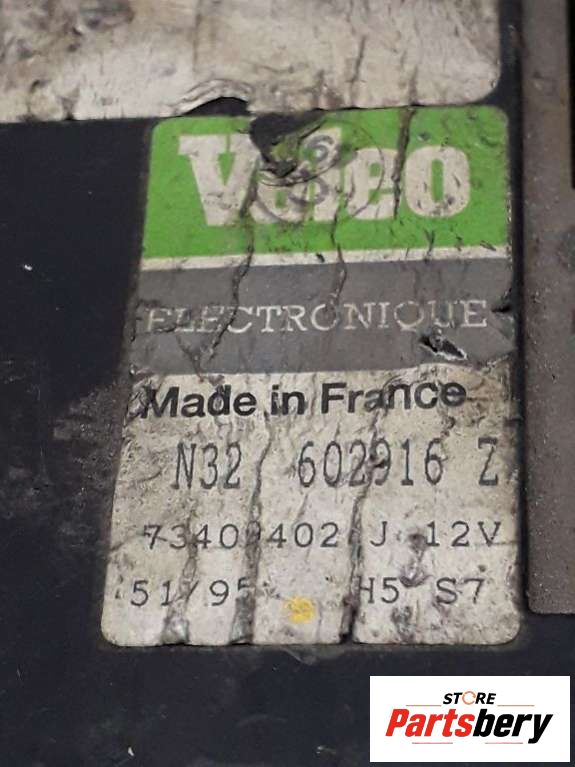 Valeo
ELECTRONIQUE
Made in France
N32 602916 Z
J 12V
S7
STORE
Partsbery